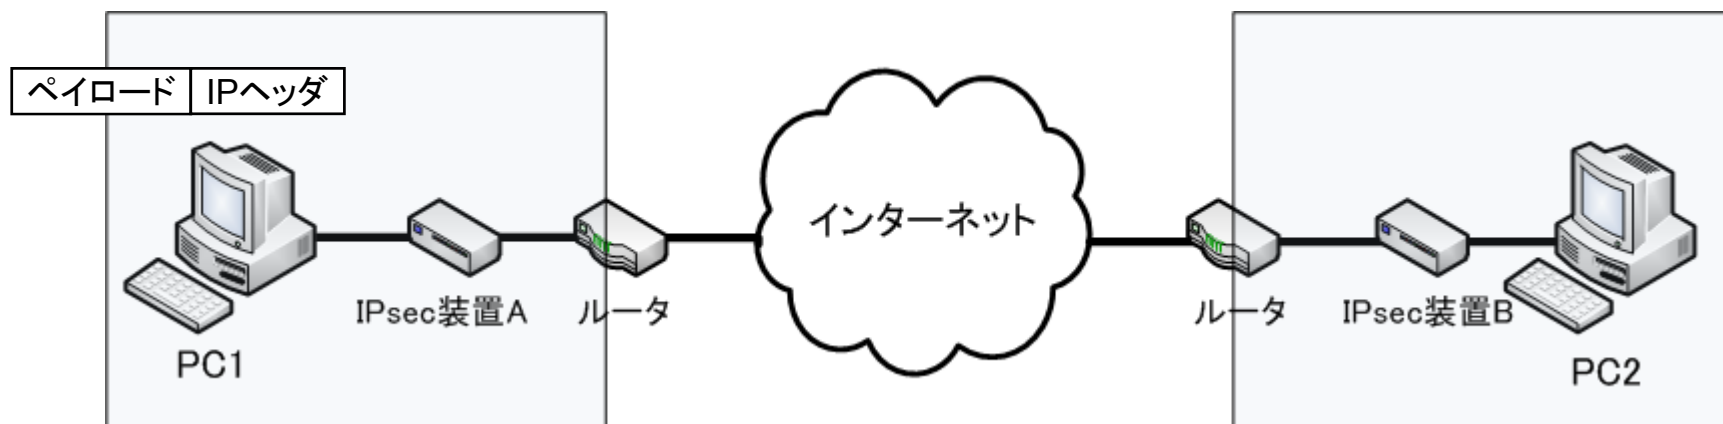 ペイロード IPヘッダ
インターネット
IPsec装置A
ルータ
ルータ
IPsec装置B
PC1
PC2